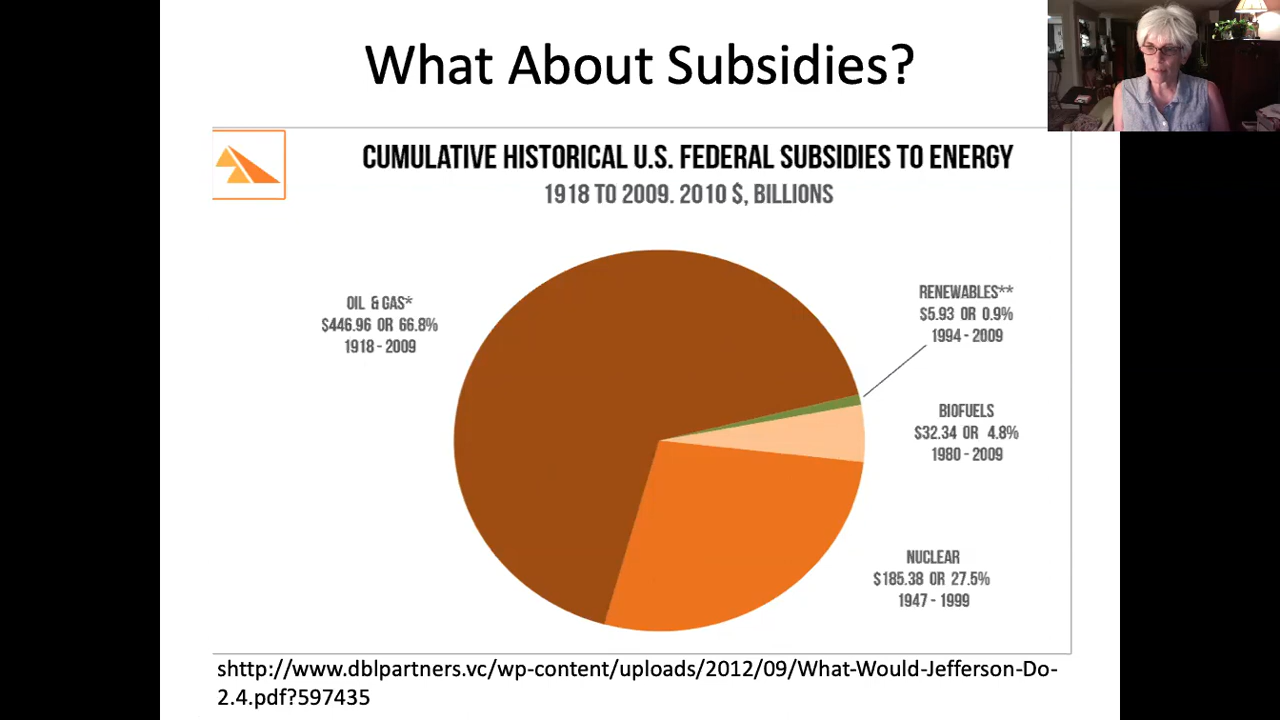 What About Subsidies?
CUMULATIVE HISTORICAL U.S. FEDERAL SUBSIDIES TO ENERGY
1918 TO 2009. 2010 $, BILLIONS
OIL & GAS*
$446.96 OR 66.8%
1918 - 2009
RENEWABLES**
$5.93 OR 0.9%
1994 - 2009
BIOFUELS
$32.34 OR 4.8%
1980 - 2009
NUCLEAR
$185.38 OR 27.5%
1947 - 1999
shttp://www.dblpartners.vc/wp-content/uploads/2012/09/What-Would-Jefferson-Do-
2.4.pdf?597435